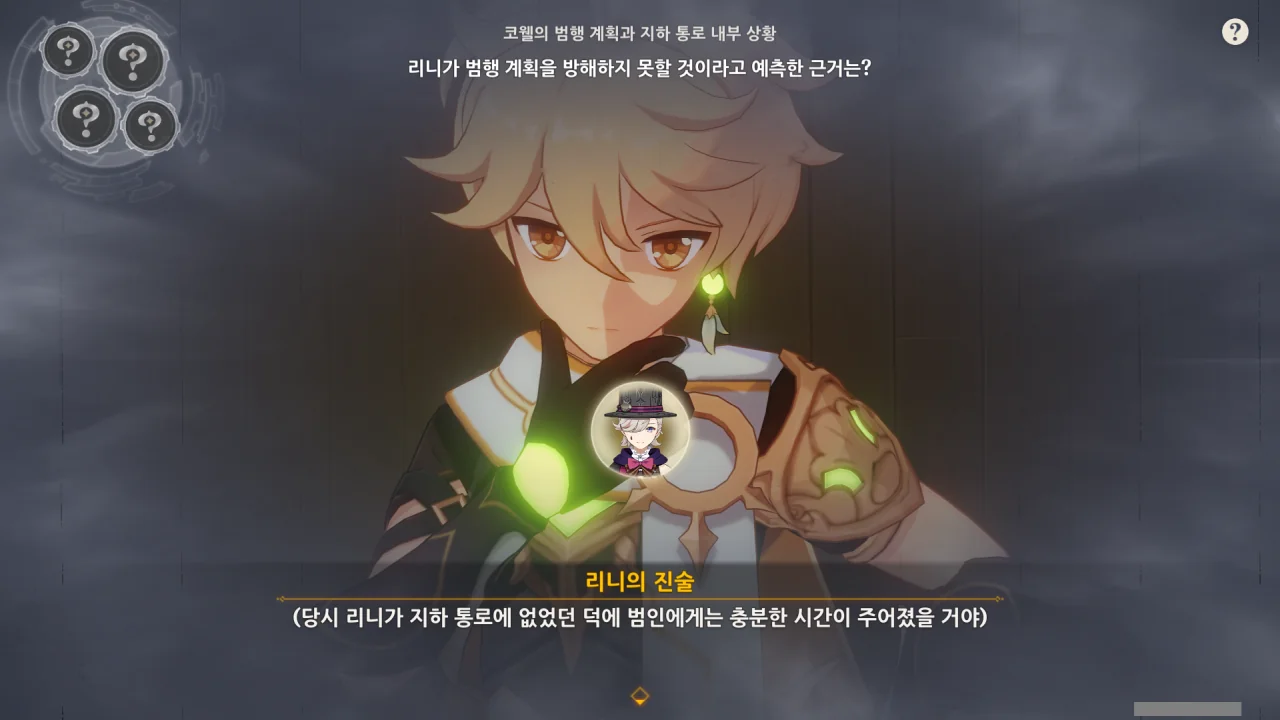 코웰의 범행 계획과 지하 통로 내부 상황
리니가 범행 계획을 방해하지 못할 것이라고 예측한 근거는?
리니의 진술
(당시 리니가 지하 통로에 없었던 덕에 범인에게는 충분한 시간이 주어졌을 거야)